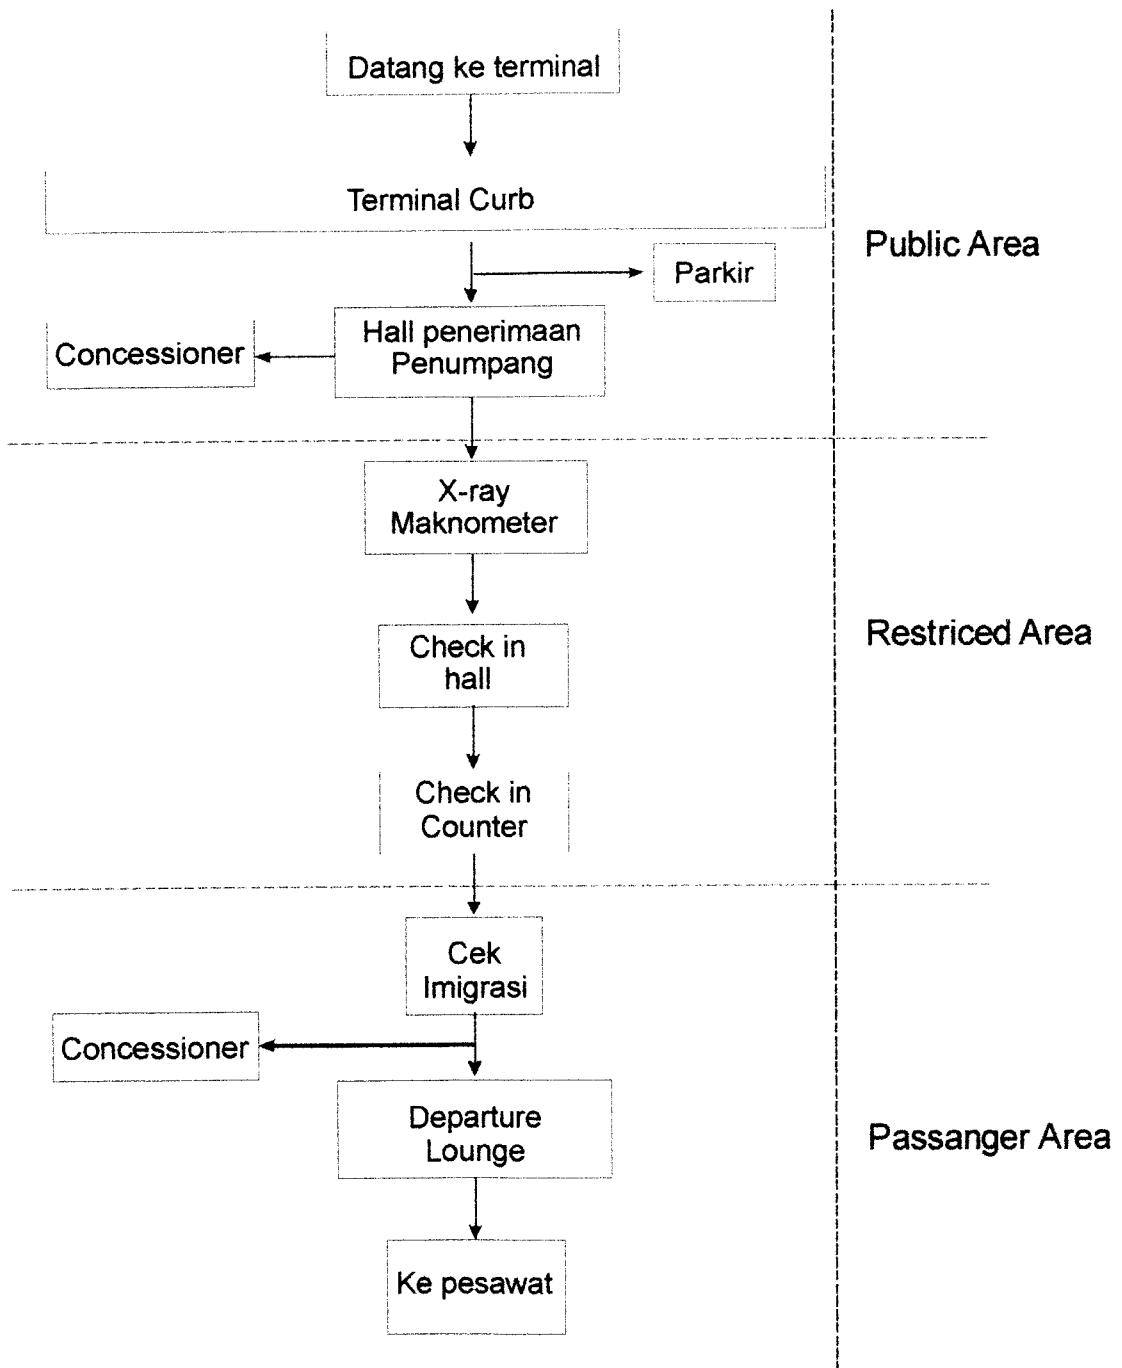 Datang ke terminal
Terminal Curb
Public Area
Parkir
Hall penerimaan
Penumpang
Concessioner
X-ray
Maknometer
Restriced Area
Check in
hall
Check in
Counter
Cek
Imigrasi
Concessioner
Departure
Lounge
Passanger Area
Ke pesawat